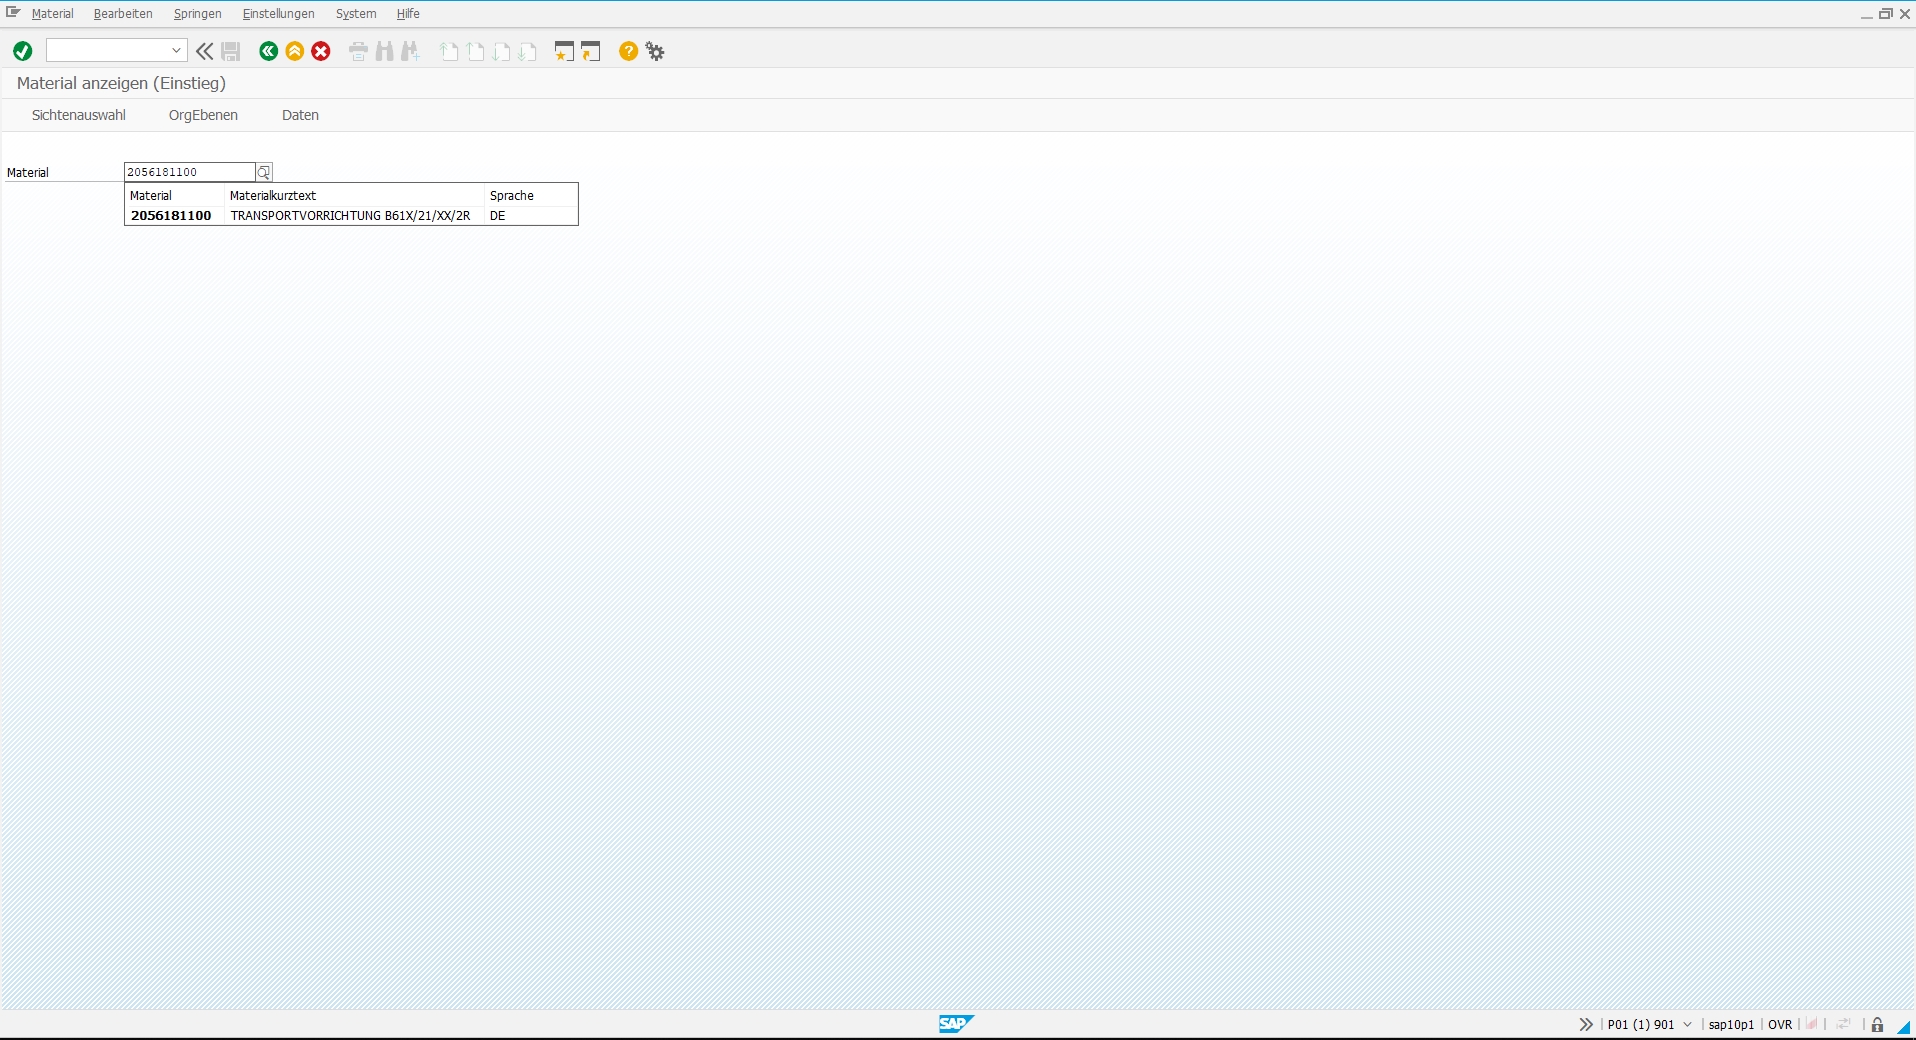 Material Bearbeiten Springen Einstellungen System Hilfe
Material anzeigen (Einstieg)
Sichtenauswahl OrgEbenen Daten
Material 2056181100
Material Materialkurztext Sprache
2056181100 TRANSPORTVORRICHTUNG B61X/21/XX/2R DE
SAP P01 (1) 901 sap10p1 OVR